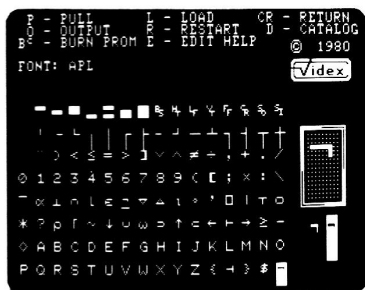 P - PULL L - LOAD CR - RETURN
O - OUTPUT R - RESTART D - CATALOG
Bᶜ - BURN PROM E - EDIT HELP
© 1980
FONT: APL
Videx
␈ ␉ ␊ ␋ ␌ ␍ ␎ ␏
¨ ) < ≤ = > ] ∨ ∧ ≠ ÷ , + . /
0 1 2 3 4 5 6 7 8 9 ( [ ; × : \
¯ ⍺ ⊥ ∩ ⌊ ∊ _ ∇ ∆ ⍳ ∘ ' ⎕ | ⊤ ○
* ? ⍴ ⌈ ~ ↓ ∪ ⍵ ⊃ ↑ ⊂ ← → ≥ -
◊ A B C D E F G H I J K L M N O
P Q R S T U V W X Y Z { ⊣ } $